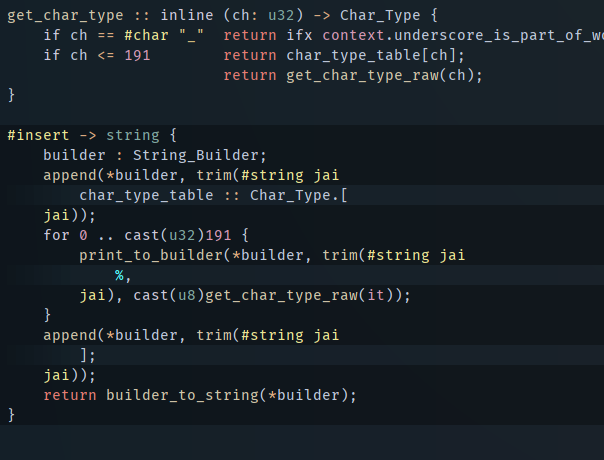 get_char_type :: inline (ch: u32) -> Char_Type {
    if ch == #char "_"  return ifx context.underscore_is_part_of_wo
    if ch <= 191        return char_type_table[ch];
                        return get_char_type_raw(ch);
}
#insert -> string {
    builder : String_Builder;
    append(*builder, trim(#string jai
        char_type_table :: Char_Type.[
    jai));
    for 0 .. cast(u32)191 {
        print_to_builder(*builder, trim(#string jai
            %,
        jai), cast(u8)get_char_type_raw(it));
    }
    append(*builder, trim(#string jai
        ];
    jai));
    return builder_to_string(*builder);
}